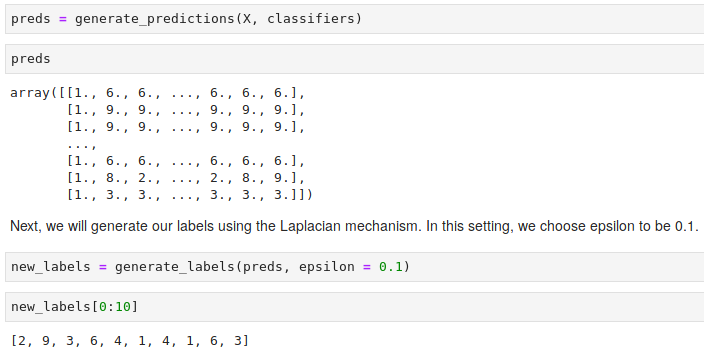 preds = generate_predictions(X, classifiers)
preds
array([[1., 6., 6., ..., 6., 6., 6.],
[1., 9., 9., ..., 9., 9., 9.],
[1., 9., 9., ..., 9., 9., 9.],
...,
[1., 6., 6., ..., 6., 6., 6.],
[1., 8., 2., ..., 2., 8., 9.],
[1., 3., 3., ..., 3., 3., 3.]])
Next, we will generate our labels using the Laplacian mechanism. In this setting, we choose epsilon to be 0.1.
new_labels = generate_labels(preds, epsilon = 0.1)
new_labels[0:10]
[2, 9, 3, 6, 4, 1, 4, 1, 6, 3]